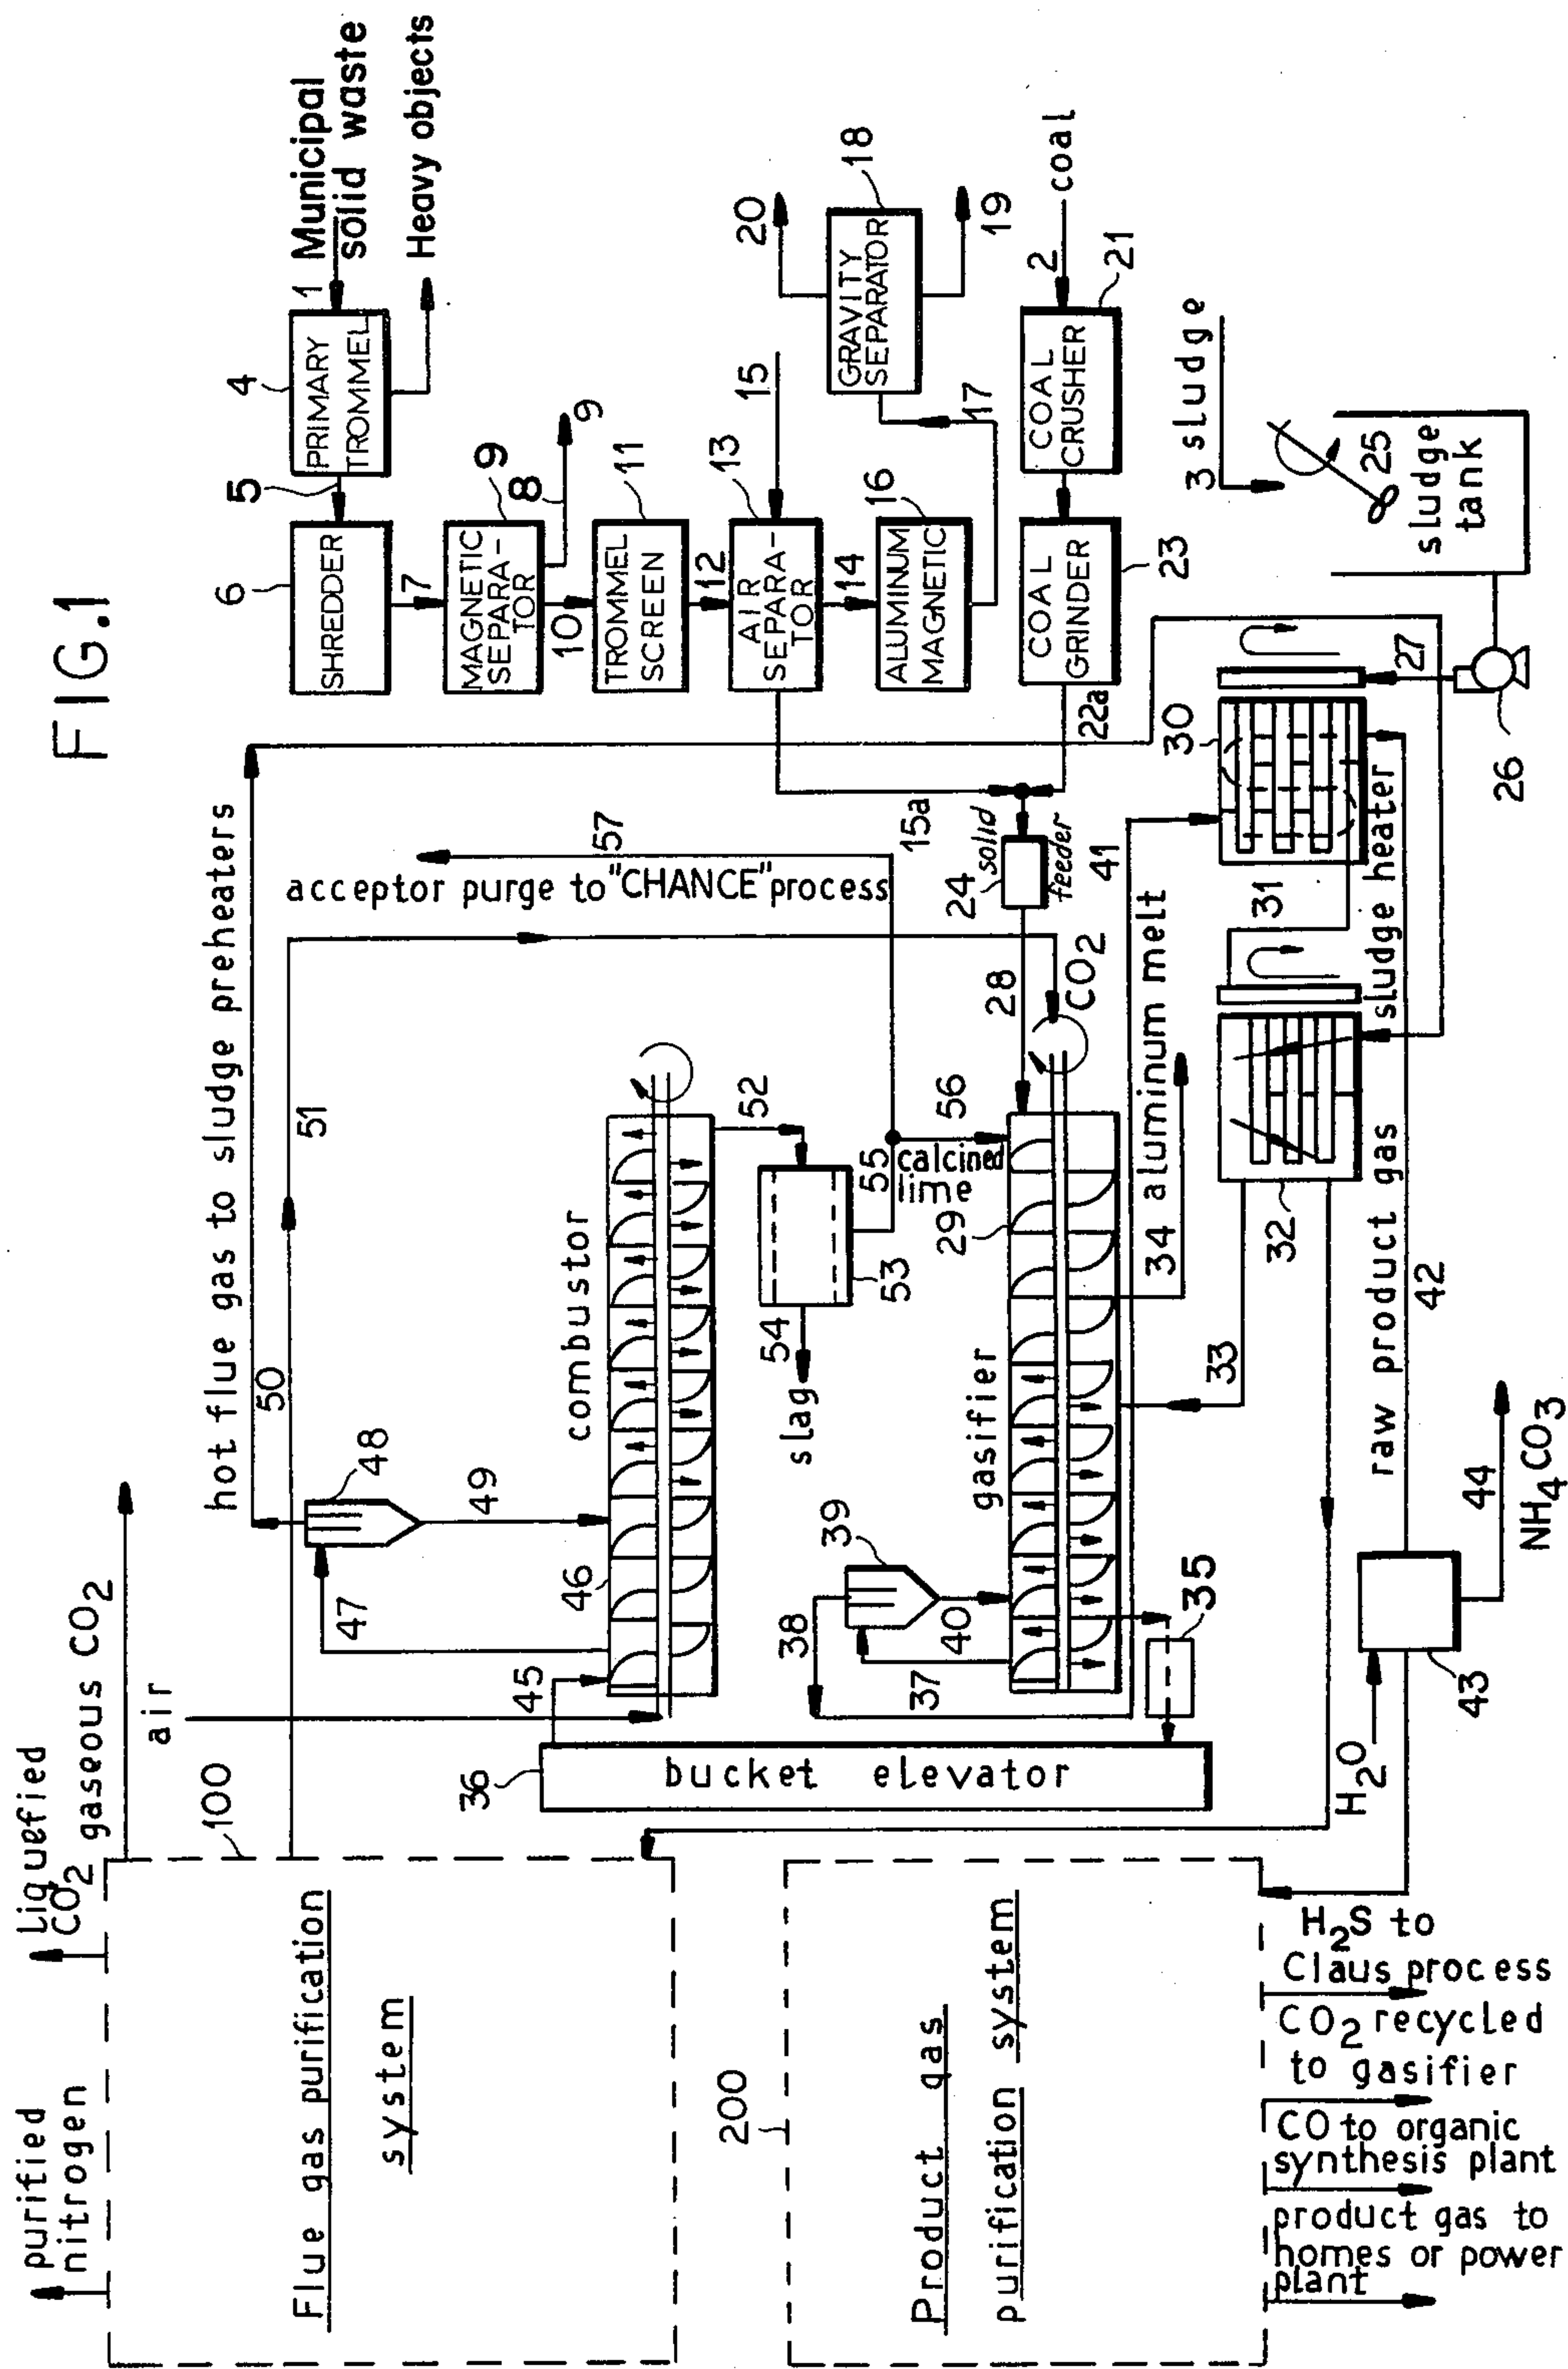 FIG.1
purified
nitrogen
Liquefied
CO2
gaseous CO2
air
100
Flue gas purification
system
200
Product gas
purification system
H2S to
Claus process
CO2 recycled
to gasifier
CO to organic
synthesis plant
product gas to
homes or power
plant
hot flue gas to sludge preheaters
50
51
47
48
49
45
46
combustor
52
53
54
slag
55
56
calcined
lime
57
acceptor purge to "CHANCE" process
36
bucket elevator
35
37
38
39
40
gasifier
29
28
CO2
34 aluminum melt
41
33
32
31
30
sludge heater
raw product gas
42
43
H2O
44
NH4CO3
1 Municipal
solid waste
Heavy objects
4
PRIMARY
TROMMEL
5
6
SHREDDER
7
MAGNETIC
SEPARA-
TOR
9
8
9
10
TROMMEL
SCREEN
11
12
AIR
SEPARA-
TOR
13
15
14
ALUMINUM
MAGNETIC
16
17
GRAVITY
SEPARATOR
18
20
19
2
coal
COAL
CRUSHER
21
COAL
GRINDER
23
22a
15a
24
solid
feeder
3 sludge
25
sludge
tank
26
27